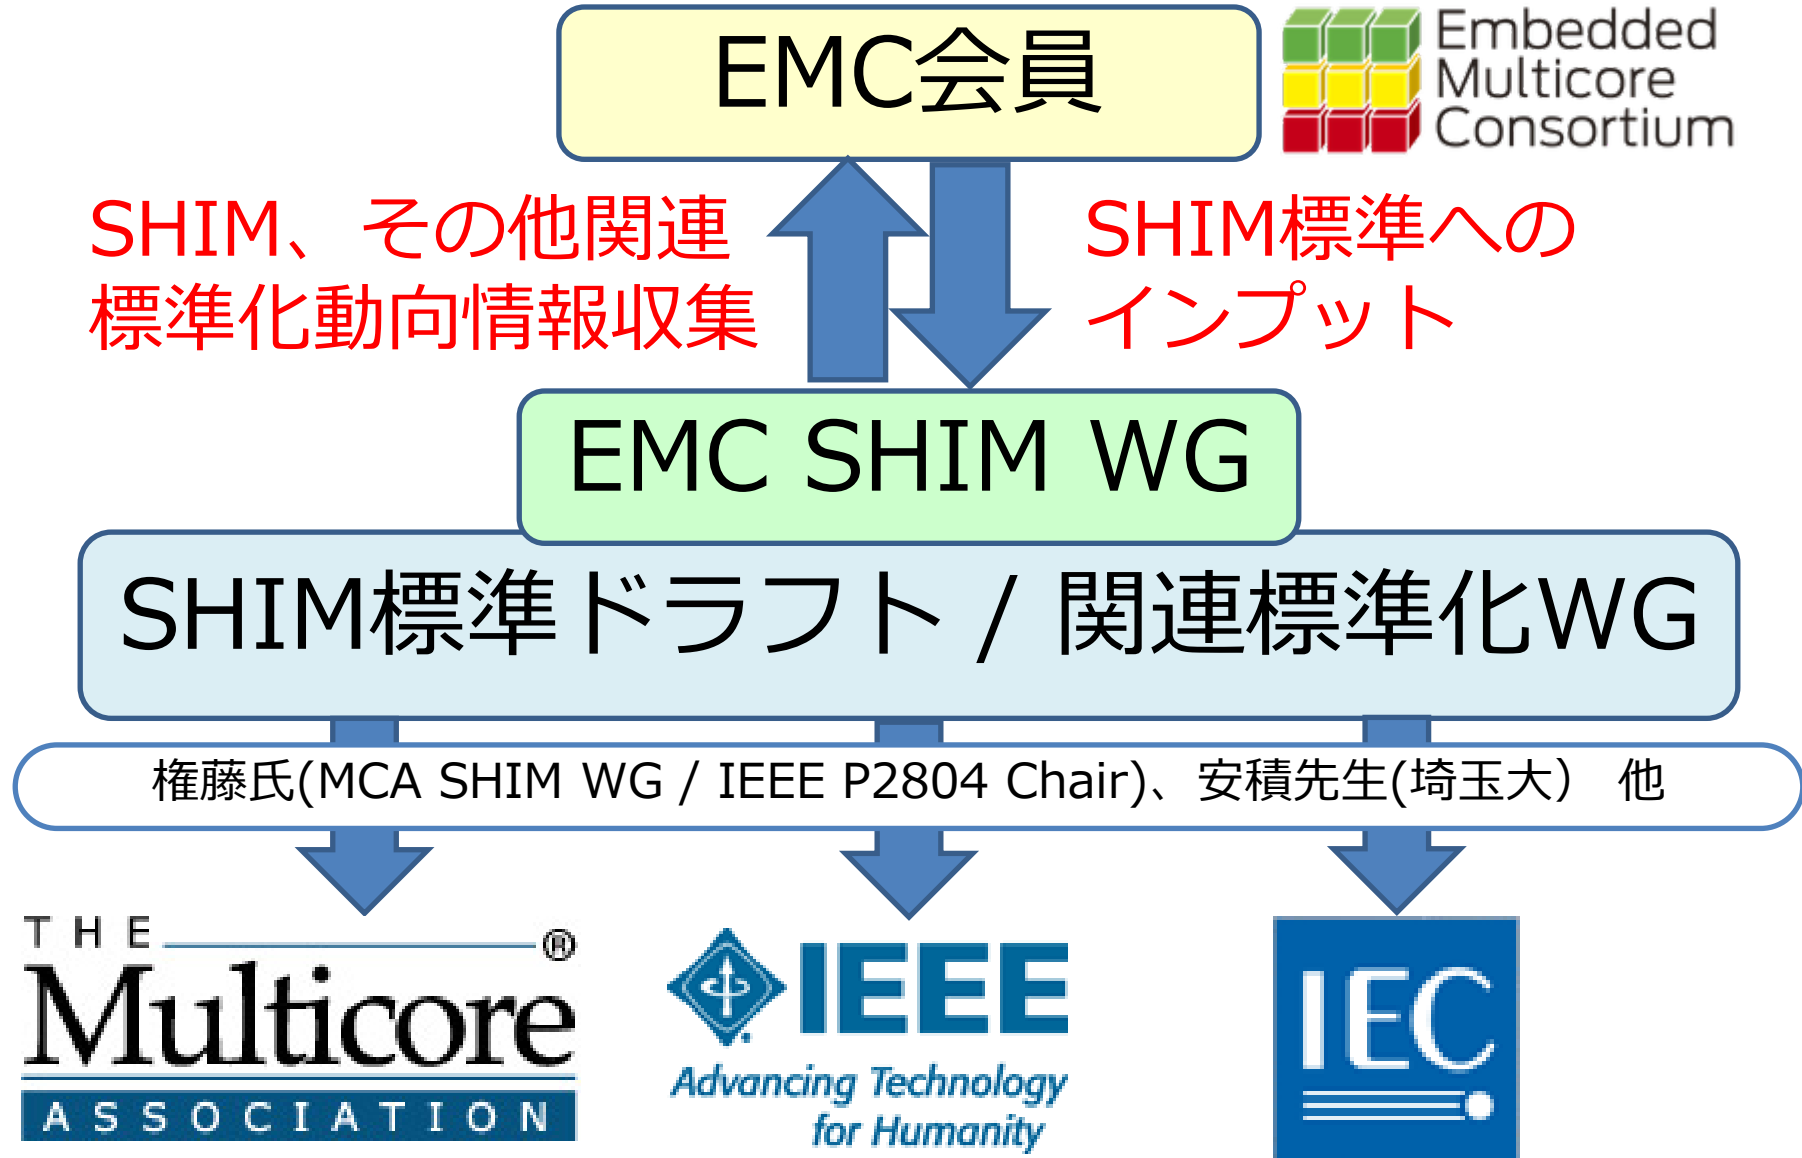 EMC会員
Embedded
Multicore
Consortium
SHIM、その他関連
標準化動向情報収集
SHIM標準への
インプット
EMC SHIM WG
SHIM標準ドラフト / 関連標準化WG
権藤氏(MCA SHIM WG / IEEE P2804 Chair)、安積先生(埼玉大） 他
THE
Multicore®
ASSOCIATION
IEEE
Advancing Technology
for Humanity
IEC